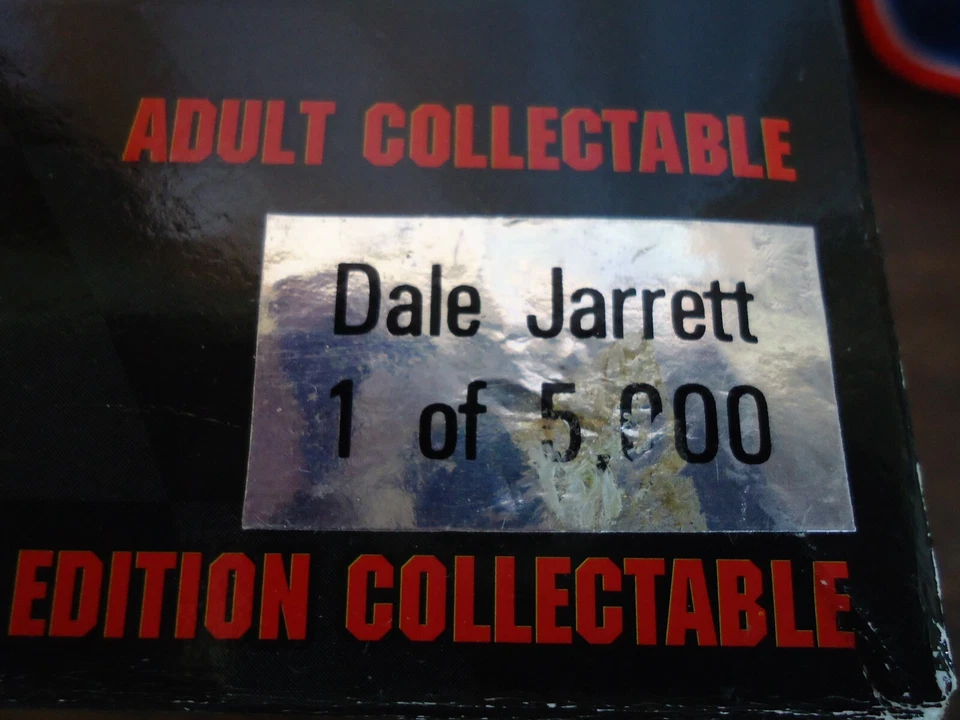 ADULT COLLECTABLE
Dale Jarrett
1 of 5,000
EDITION COLLECTABLE